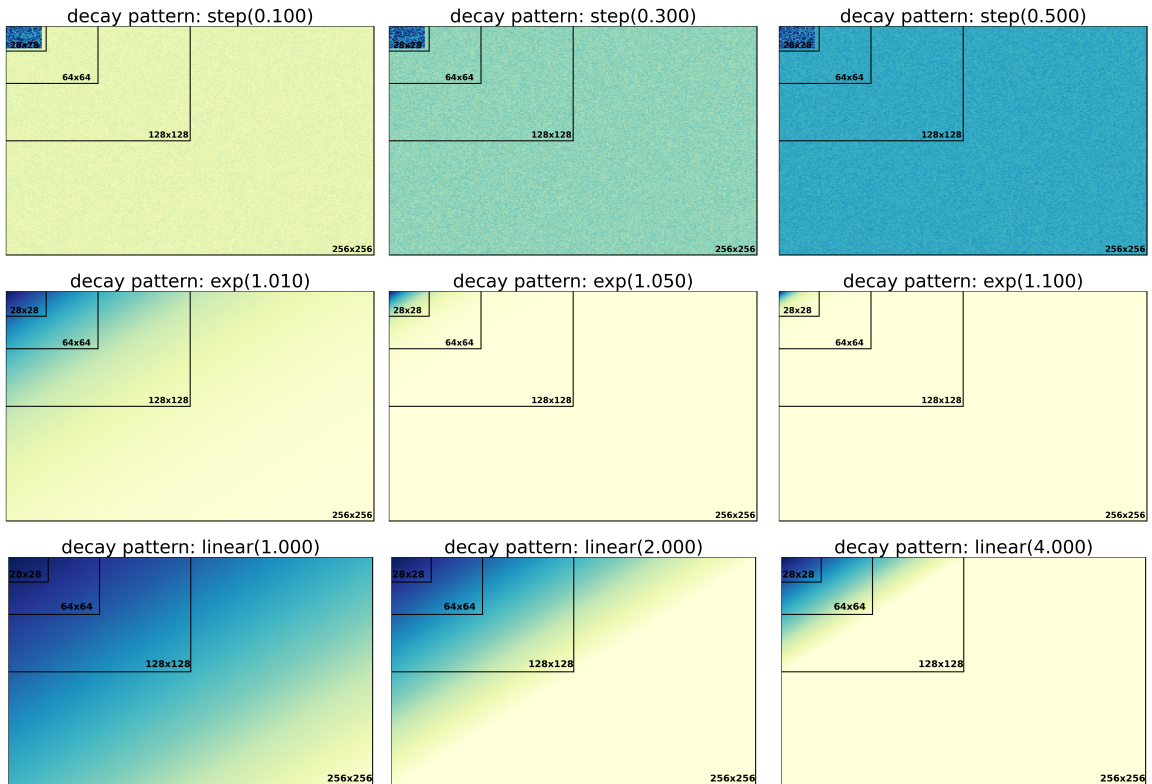 decay pattern: step(0.100)
decay pattern: step(0.300)
decay pattern: step(0.500)
28x28
64x64
128x128
256x256
28x28
64x64
128x128
256x256
28x28
64x64
128x128
256x256
decay pattern: exp(1.010)
decay pattern: exp(1.050)
decay pattern: exp(1.100)
28x28
64x64
128x128
256x256
28x28
64x64
128x128
256x256
28x28
64x64
128x128
256x256
decay pattern: linear(1.000)
decay pattern: linear(2.000)
decay pattern: linear(4.000)
28x28
64x64
128x128
256x256
28x28
64x64
128x128
256x256
28x28
64x64
128x128
256x256